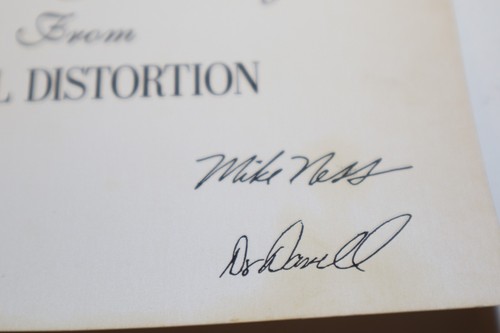 From
L DISTORTION
Mike Ness